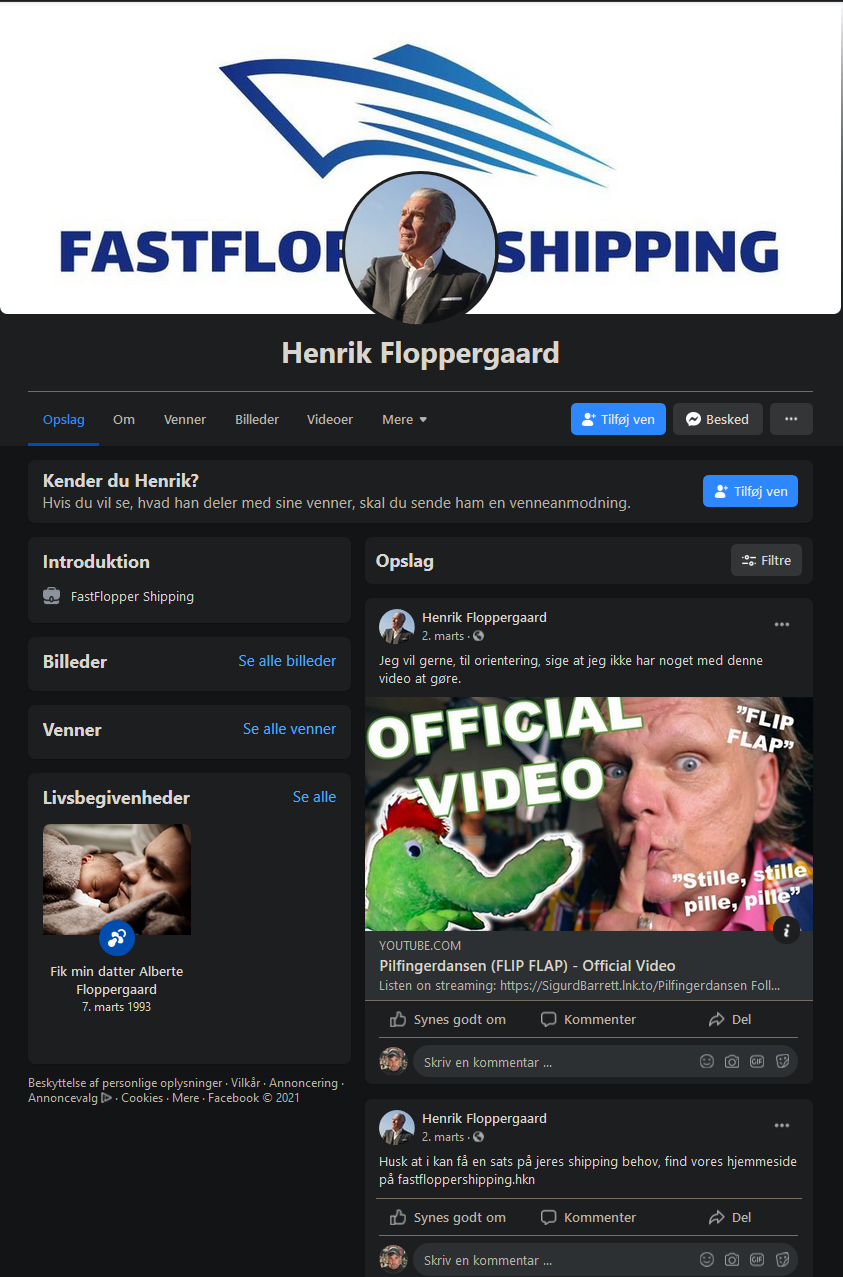 FASTFLOP SHIPPING
Henrik Floppergaard
Opslag
Om
Venner
Billeder
Videoer
Mere
Tilføj ven
Besked
Kender du Henrik?
Hvis du vil se, hvad han deler med sine venner, skal du sende ham en venneanmodning.
Tilføj ven
Introduktion
FastFlopper Shipping
Billeder
Se alle billeder
Venner
Se alle venner
Livsbegivenheder
Se alle
Fik min datter Alberte
Floppergaard
7. marts 1993
Beskyttelse af personlige oplysninger · Vilkår · Annoncering ·
Annoncevalg · Cookies · Mere · Facebook © 2021
Opslag
Filtre
Henrik Floppergaard
2. marts ·
Jeg vil gerne, til orientering, sige at jeg ikke har noget med denne
video at gøre.
OFFICIAL
VIDEO
"FLIP
FLAP"
"Stille, stille
pille, pille"
YOUTUBE.COM
Pilfingerdansen (FLIP FLAP) - Official Video
Listen on streaming: https://SigurdBarrett.lnk.to/Pilfingerdansen Foll...
Synes godt om
Kommenter
Del
Skriv en kommentar ...
GIF
Henrik Floppergaard
2. marts ·
Husk at i kan få en sats på jeres shipping behov, find vores hjemmeside
på fastfloppershipping.hkn
Synes godt om
Kommenter
Del
Skriv en kommentar ...
GIF